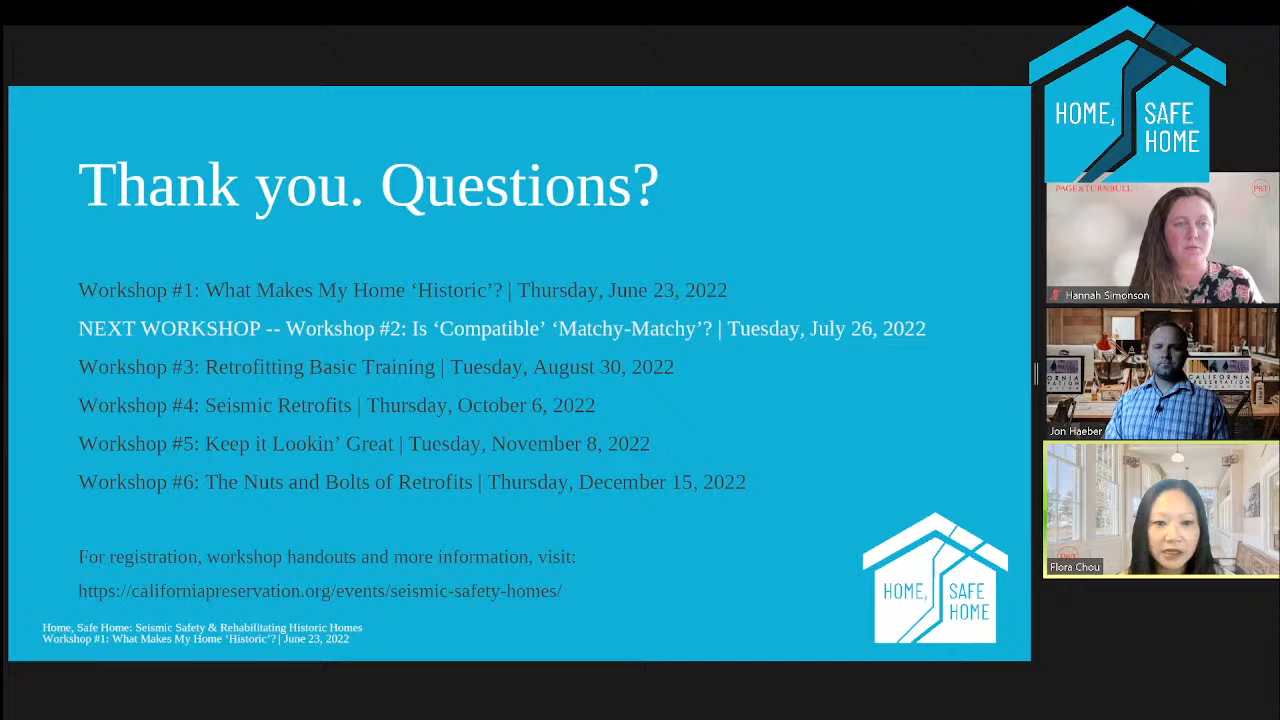 Thank you. Questions?
Workshop #1: What Makes My Home ‘Historic’? | Thursday, June 23, 2022
NEXT WORKSHOP -- Workshop #2: Is ‘Compatible’ ‘Matchy-Matchy’? | Tuesday, July 26, 2022
Workshop #3: Retrofitting Basic Training | Tuesday, August 30, 2022
Workshop #4: Seismic Retrofits | Thursday, October 6, 2022
Workshop #5: Keep it Lookin’ Great | Tuesday, November 8, 2022
Workshop #6: The Nuts and Bolts of Retrofits | Thursday, December 15, 2022
For registration, workshop handouts and more information, visit:
https://californiapreservation.org/events/seismic-safety-homes/
Home, Safe Home: Seismic Safety & Rehabilitating Historic Homes
Workshop #1: What Makes My Home ‘Historic’? | June 23, 2022
HOME, SAFE
HOME
HOME, SAFE
HOME
PAGE&TURNBULL
P&T
Hannah Simonson
CALIFORNIA
PRESERVATION
Jon Haeber
P&T
Flora Chou